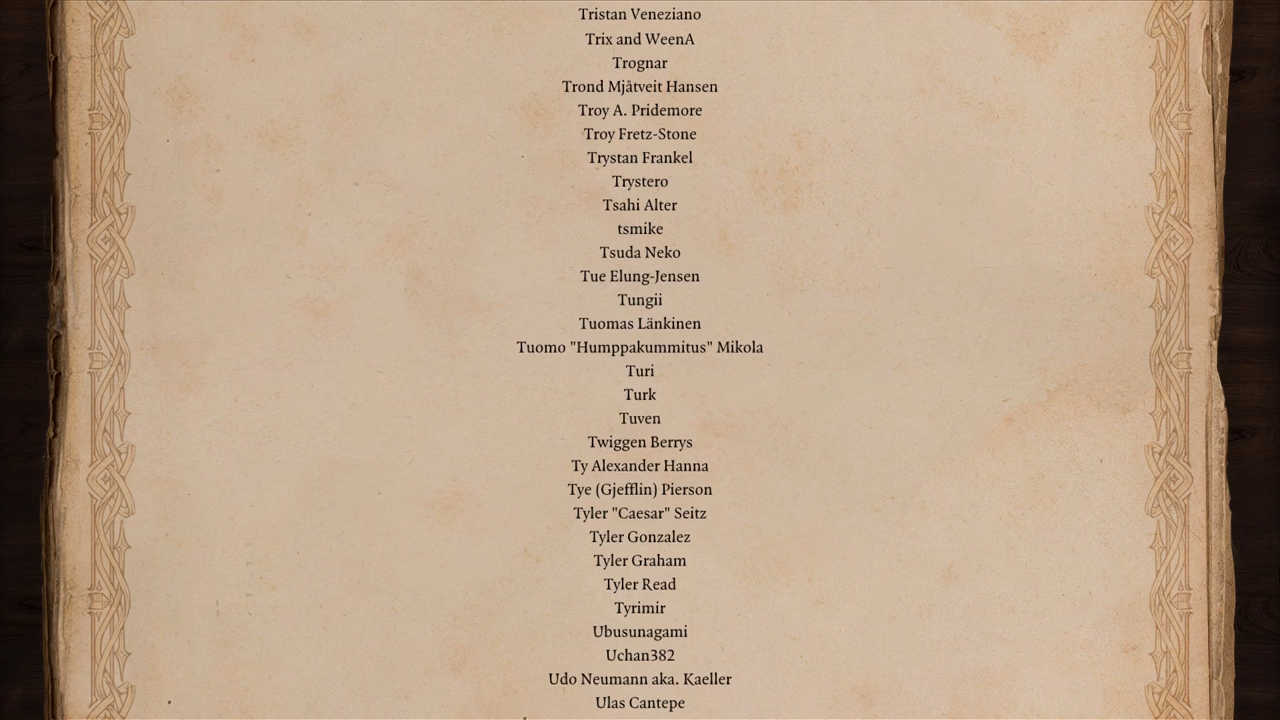 Tristan Veneziano
Trix and WeenA
Trognar
Trond Mjåtveit Hansen
Troy A. Pridemore
Troy Fretz-Stone
Trystan Frankel
Trystero
Tsahi Alter
tsmike
Tsuda Neko
Tue Elung-Jensen
Tungii
Tuomas Länkinen
Tuomo "Humppakummitus" Mikola
Turi
Turk
Tuven
Twiggen Berrys
Ty Alexander Hanna
Tye (Gjefflin) Pierson
Tyler "Caesar" Seitz
Tyler Gonzalez
Tyler Graham
Tyler Read
Tyrimir
Ubusunagami
Uchan382
Udo Neumann aka. Kaeller
Ulas Cantepe